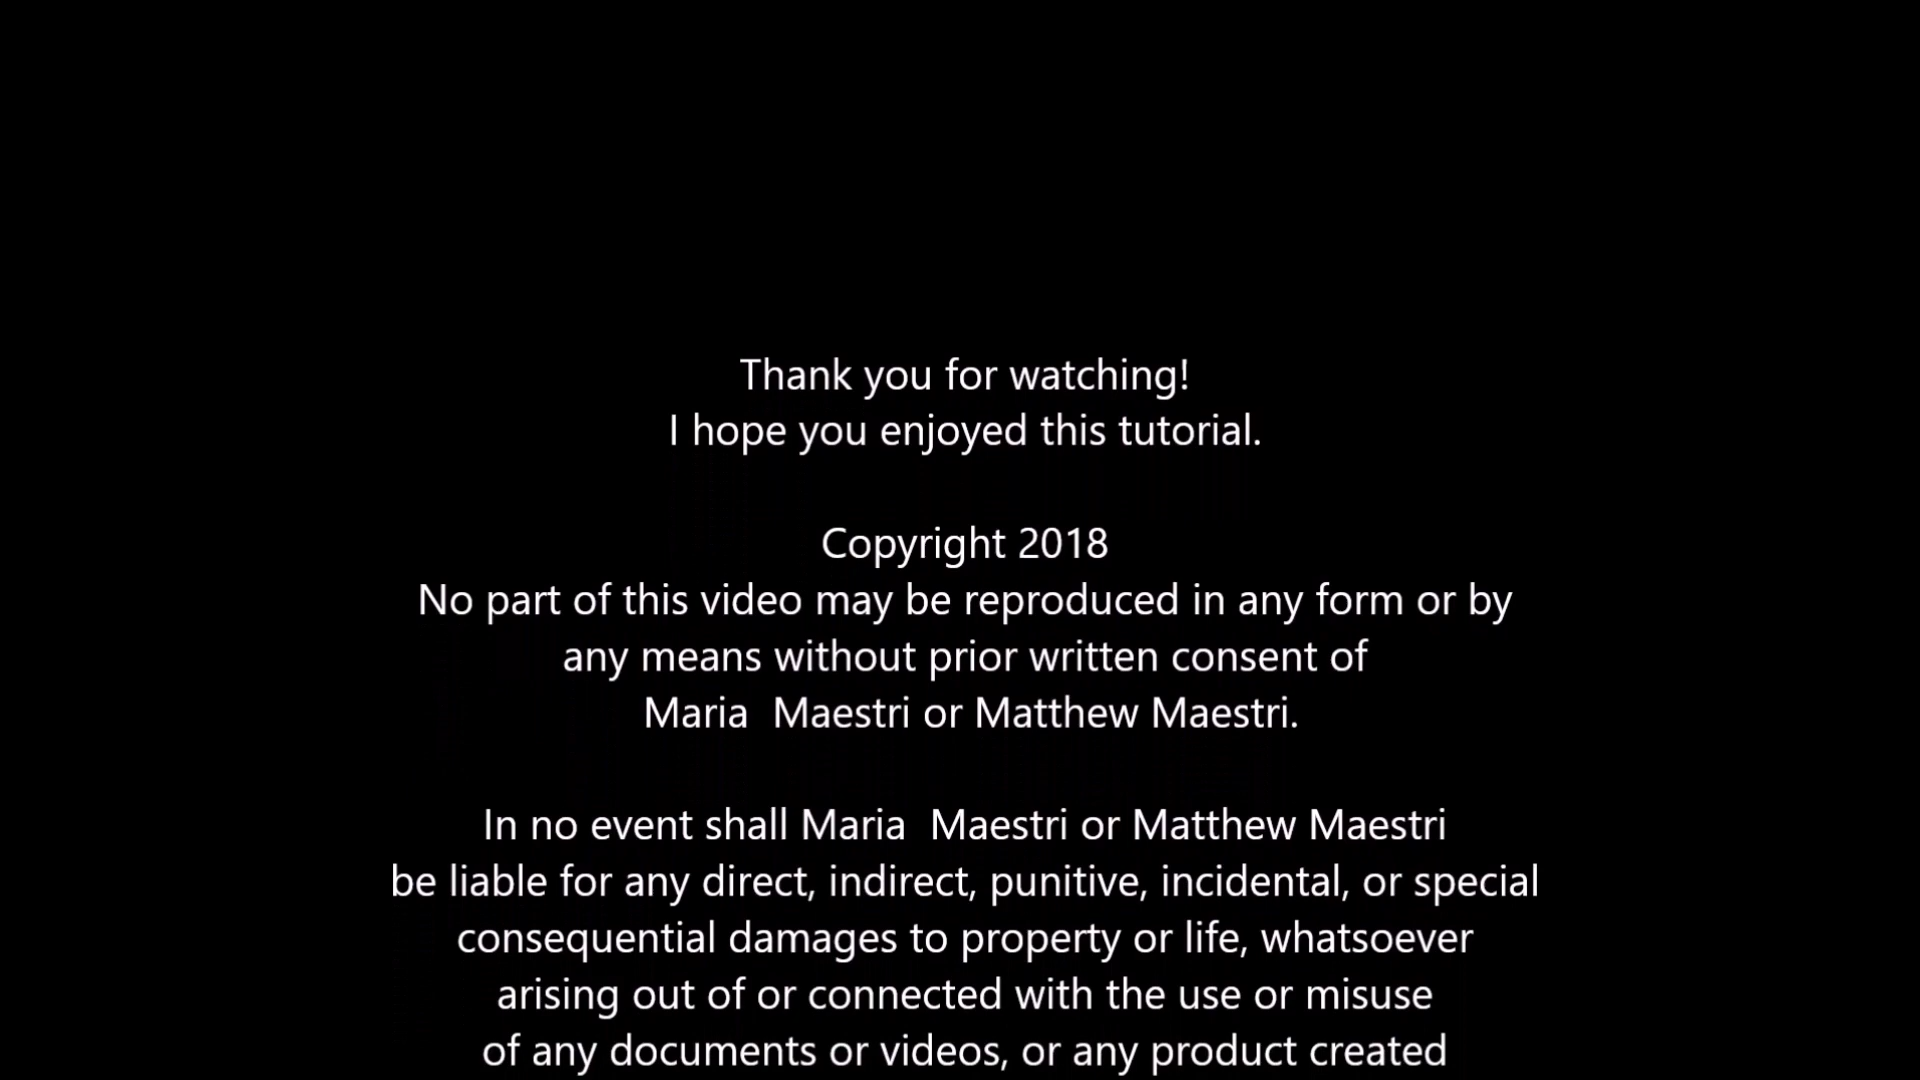 Thank you for watching!
I hope you enjoyed this tutorial.
Copyright 2018
No part of this video may be reproduced in any form or by
any means without prior written consent of
Maria  Maestri or Matthew Maestri.
In no event shall Maria  Maestri or Matthew Maestri
be liable for any direct, indirect, punitive, incidental, or special
consequential damages to property or life, whatsoever
arising out of or connected with the use or misuse
of any documents or videos, or any product created